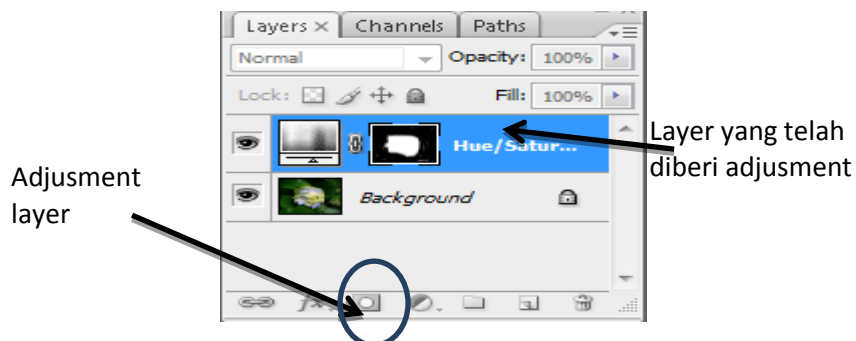 Layers × Channels Paths
Normal Opacity: 100%
Lock: Fill: 100%
Hue/Satur...
Background
Layer yang telah
diberi adjusment
Adjusment
layer
fx.